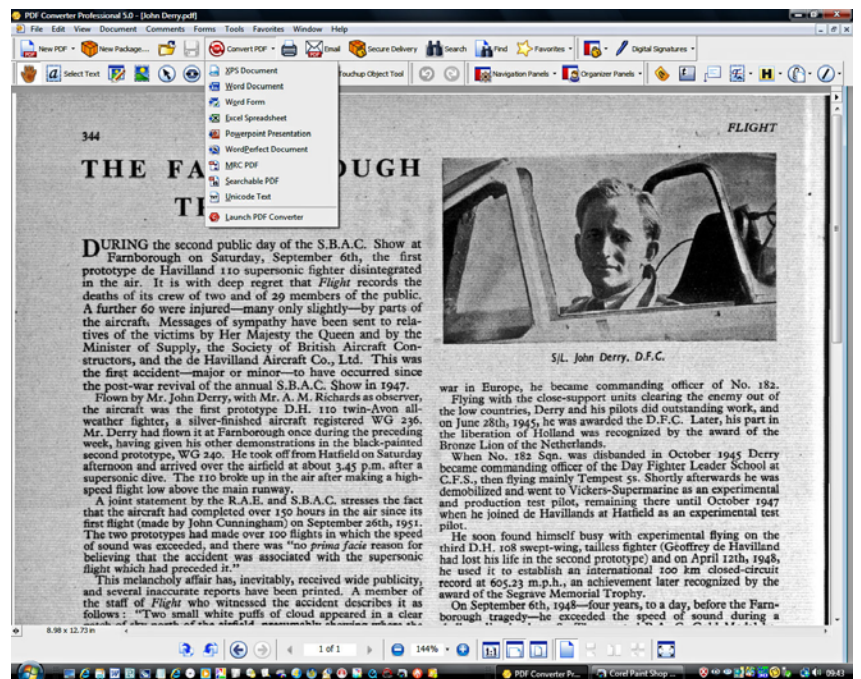 PDF Converter Professional 5.0 - [John Derry.pdf]
File Edit View Document Comments Forms Tools Favorites Window Help
New PDF New Package... Convert PDF Email Secure Delivery Search Find Favorites Digital Signatures
Select Text Touchup Object Tool Navigation Panels Organizer Panels
XPS Document
Word Document
Word Form
Excel Spreadsheet
Powerpoint Presentation
WordPerfect Document
MRC PDF
Searchable PDF
Unicode Text
Launch PDF Converter
344
FLIGHT
THE FA OUGH
T
DURING the second public day of the S.B.A.C. Show at
Farnborough on Saturday, September 6th, the first
prototype de Havilland 110 supersonic fighter disintegrated
in the air. It is with deep regret that Flight records the
deaths of its crew of two and of 29 members of the public.
A further 60 were injured—many only slightly—by parts of
the aircraft. Messages of sympathy have been sent to rela-
tives of the victims by Her Majesty the Queen and by the
Minister of Supply, the Society of British Aircraft Con-
structors, and the de Havilland Aircraft Co., Ltd. This was
the first accident—major or minor—to have occurred since
the post-war revival of the annual S.B.A.C. Show in 1947.
Flown by Mr. John Derry, with Mr. A. M. Richards as observer,
the aircraft was the first prototype D.H. 110 twin-Avon all-
weather fighter, a silver-finished aircraft registered WG 236.
Mr. Derry had flown it at Farnborough once during the preceding
week, having given his other demonstrations in the black-painted
second prototype, WG 240. He took off from Hatfield on Saturday
afternoon and arrived over the airfield at about 3.45 p.m. after a
supersonic dive. The 110 broke up in the air after making a high-
speed flight low above the main runway.
A joint statement by the R.A.E. and S.B.A.C. stresses the fact
that the aircraft had completed over 150 hours in the air since its
first flight (made by John Cunningham) on September 26th, 1951.
The two prototypes had made over 100 flights in which the speed
of sound was exceeded, and there was "no prima facie reason for
believing that the accident was associated with the supersonic
flight which had preceded it."
This melancholy affair has, inevitably, received wide publicity,
and several inaccurate reports have been printed. A member of
the staff of Flight who witnessed the accident describes it as
follows : "Two small white puffs of cloud appeared in a clear
S/L. John Derry, D.F.C.
war in Europe, he became commanding officer of No. 182.
Flying with the close-support units clearing the enemy out of
the low countries, Derry and his pilots did outstanding work, and
on June 28th, 1945, he was awarded the D.F.C. Later, his part in
the liberation of Holland was recognized by the award of the
Bronze Lion of the Netherlands.
When No. 182 Sqn. was disbanded in October 1945 Derry
became commanding officer of the Day Fighter Leader School at
C.F.S., then flying mainly Tempest 5s. Shortly afterwards he was
demobilized and went to Vickers-Supermarine as an experimental
and production test pilot, remaining there until October 1947
when he joined de Havillands at Hatfield as an experimental test
pilot.
He soon found himself busy with experimental flying on the
third D.H. 108 swept-wing, tailless fighter (Geoffrey de Havilland
had lost his life in the second prototype) and on April 12th, 1948,
he used it to establish an international 100 km closed-circuit
record at 605.23 m.p.h., an achievement later recognized by the
award of the Segrave Memorial Trophy.
On September 6th, 1948—four years, to a day, before the Farn-
borough tragedy—he exceeded the speed of sound during a
8.98 x 12.73 in
1 of 1 144%
PDF Converter Pr... Corel Paint Shop ... 09:43